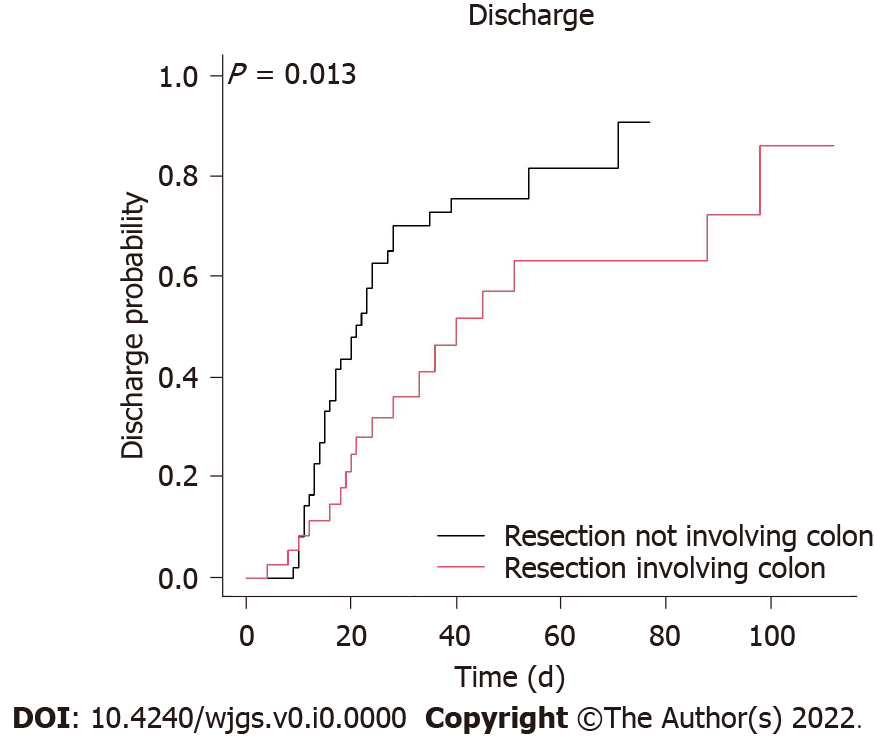 Discharge
P = 0.013
1.0
0.8
0.6
0.4
0.2
0.0
Discharge probability
Resection not involving colon
Resection involving colon
0 20 40 60 80 100
Time (d)
DOI: 10.4240/wjgs.v0.i0.0000 Copyright ©The Author(s) 2022.